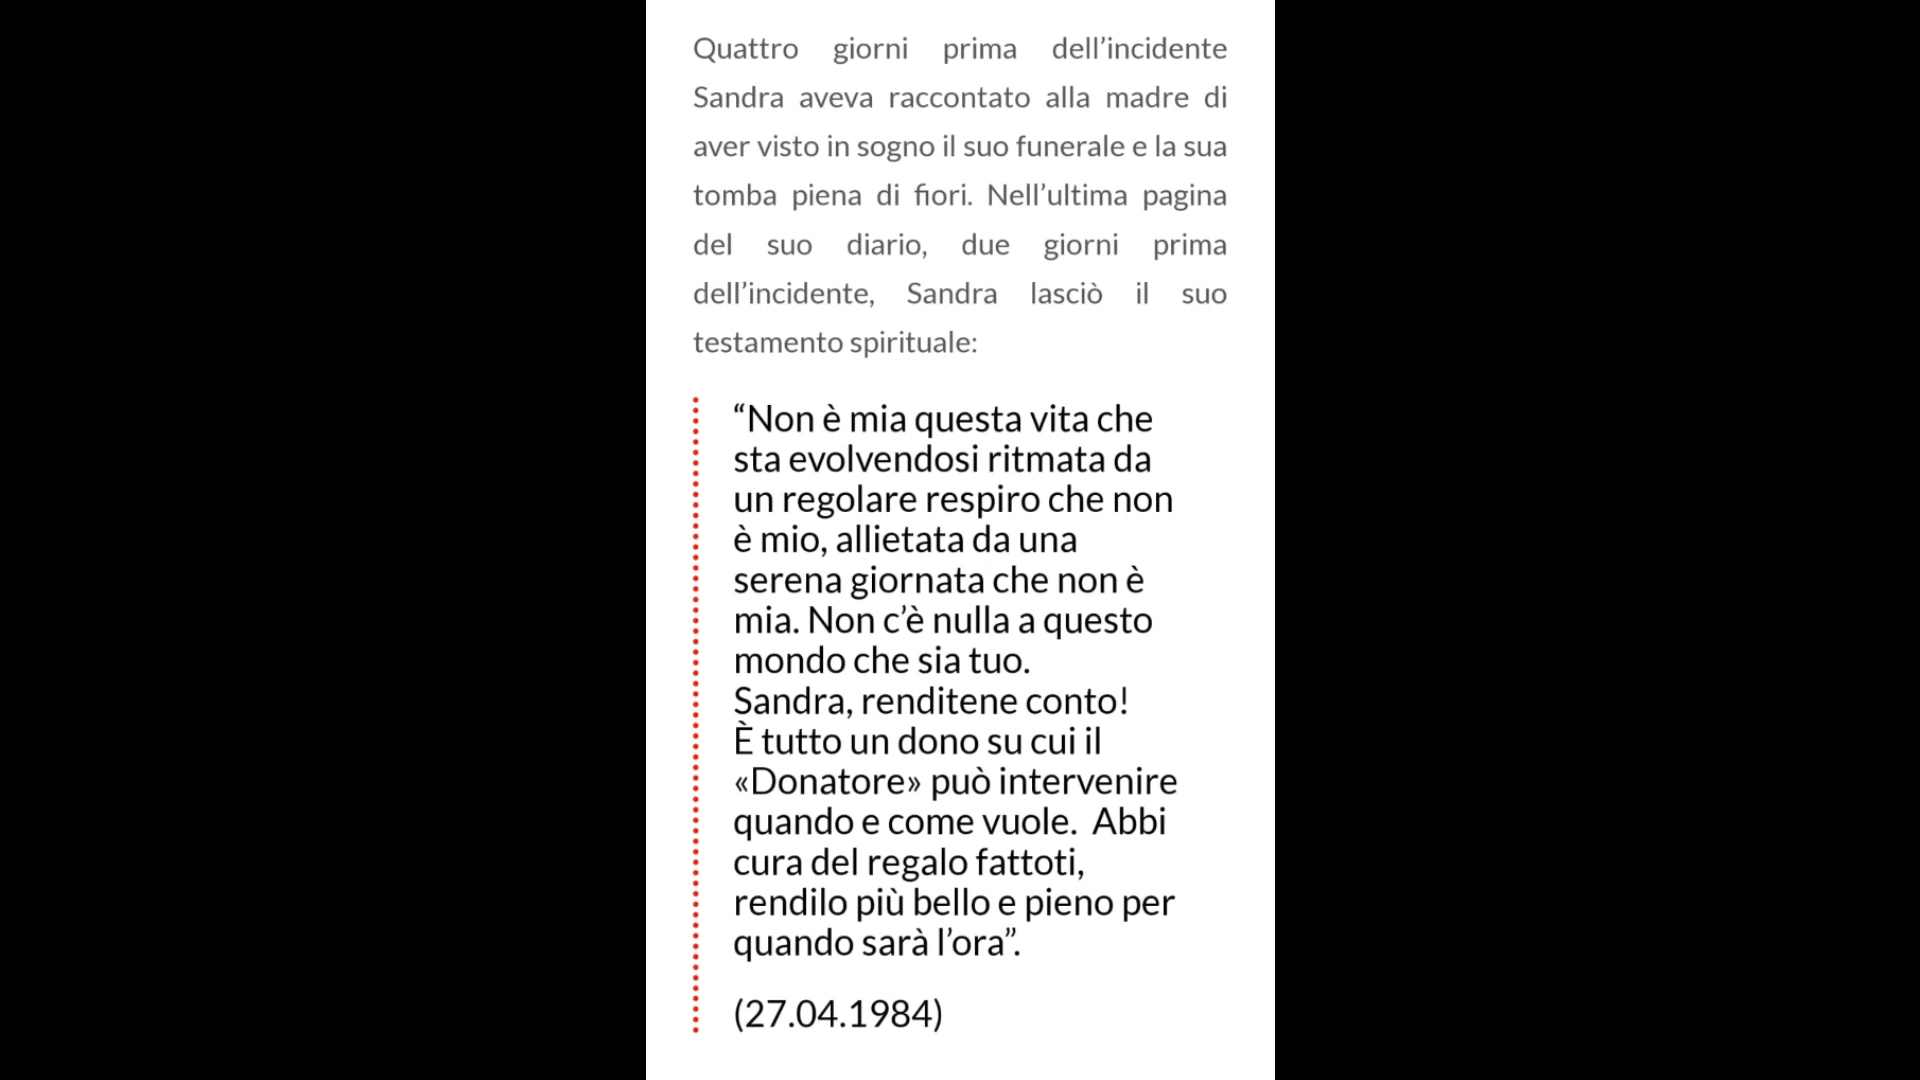 Quattro giorni prima dell’incidente
Sandra aveva raccontato alla madre di
aver visto in sogno il suo funerale e la sua
tomba piena di fiori. Nell’ultima pagina
del suo diario, due giorni prima
dell’incidente, Sandra lasciò il suo
testamento spirituale:
“Non è mia questa vita che
sta evolvendosi ritmata da
un regolare respiro che non
è mio, allietata da una
serena giornata che non è
mia. Non c’è nulla a questo
mondo che sia tuo.
Sandra, renditene conto!
È tutto un dono su cui il
«Donatore» può intervenire
quando e come vuole.  Abbi
cura del regalo fattoti,
rendilo più bello e pieno per
quando sarà l’ora”.
(27.04.1984)